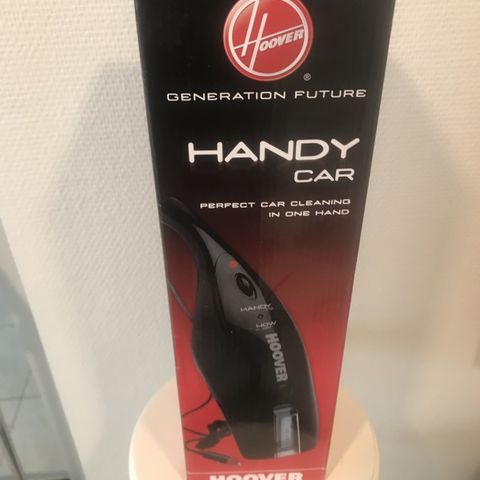 HOOVER
®
GENERATION FUTURE
HANDY
CAR
PERFECT CAR CLEANING
IN ONE HAND
HANDY
HOOVER
HOOVER